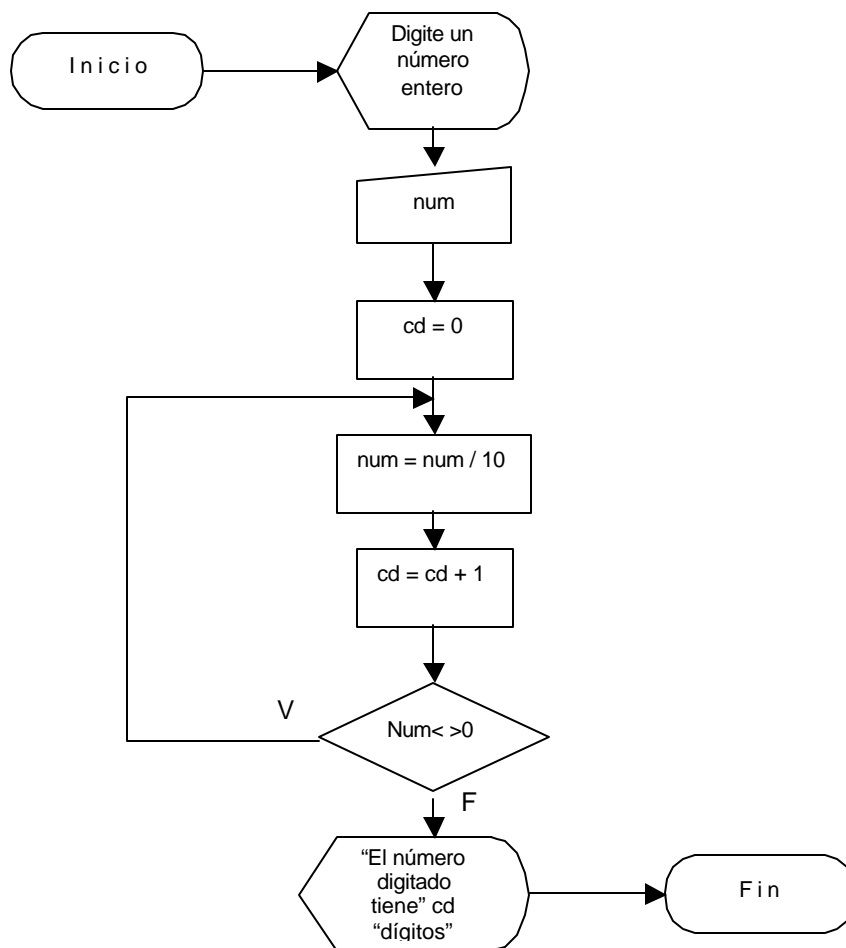 Inicio
Digite un
número
entero
num
cd = 0
num = num / 10
cd = cd + 1
Num< >0
V
F
“El número
digitado
tiene” cd
“dígitos”
Fin